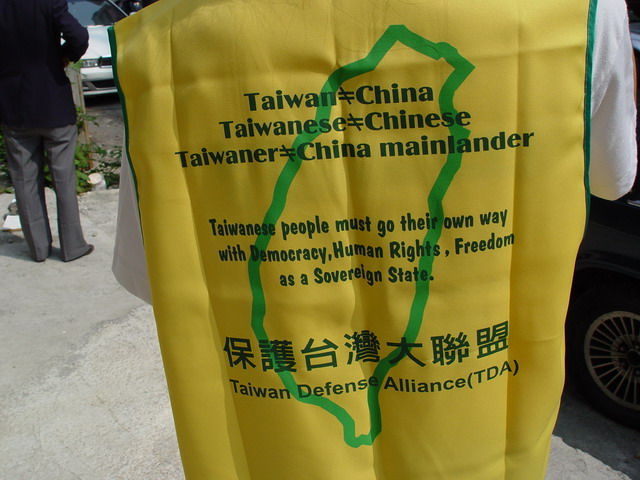 Taiwan≒China
Taiwanese≒Chinese
Taiwaner≒China mainlander
Taiwanese people must go their own way
with Democracy,Human Rights, Freedom
as a Sovereign State.
保護台灣大聯盟
Taiwan Defense Alliance(TDA)